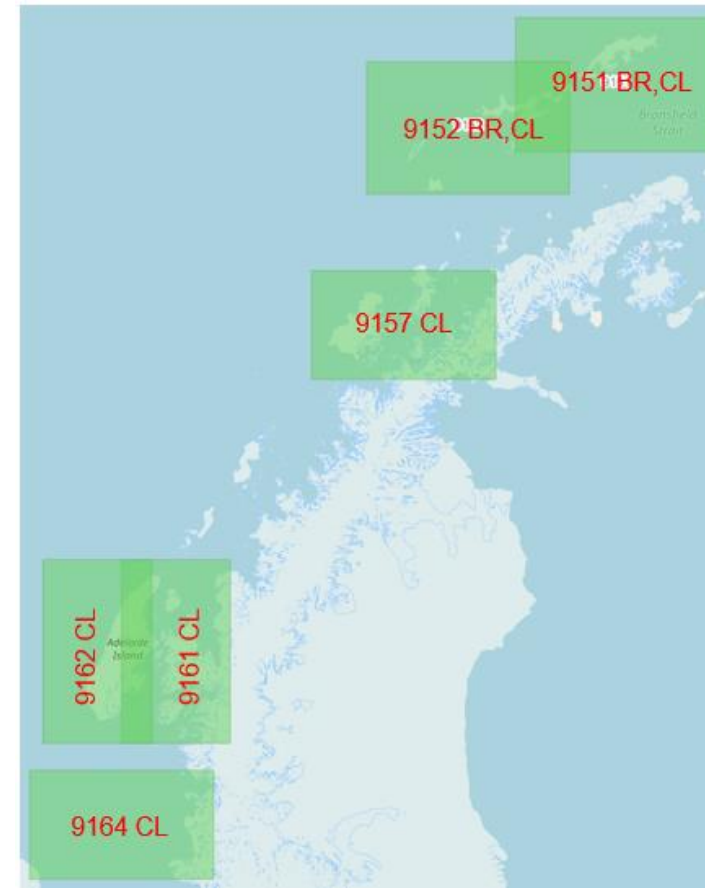 9151 BR,CL
9152 BR,CL
Bransfield
Strait
9157 CL
9162 CL
Adelaide
Island
9161 CL
9164 CL